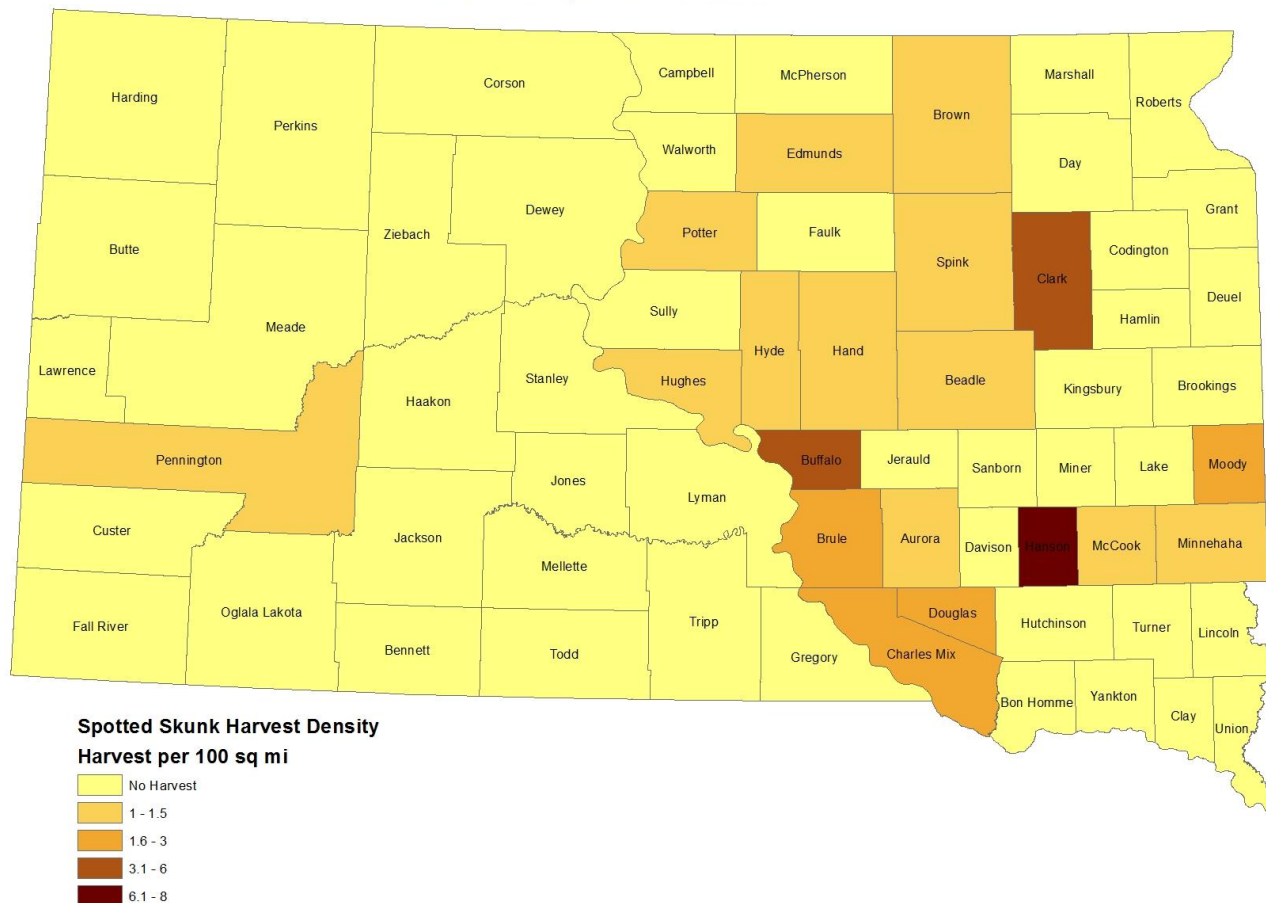 Harding
Perkins
Corson
Campbell
McPherson
Brown
Marshall
Roberts
Walworth
Edmunds
Day
Dewey
Ziebach
Butte
Potter
Faulk
Spink
Clark
Codington
Grant
Meade
Sully
Hyde
Hand
Hamlin
Deuel
Lawrence
Haakon
Stanley
Hughes
Beadle
Kingsbury
Brookings
Pennington
Jones
Lyman
Buffalo
Jerauld
Sanborn
Miner
Lake
Moody
Custer
Jackson
Mellette
Brule
Aurora
Davison
Hanson
McCook
Minnehaha
Fall River
Oglala Lakota
Bennett
Todd
Tripp
Gregory
Charles Mix
Douglas
Hutchinson
Turner
Lincoln
Bon Homme
Yankton
Clay
Union
Spotted Skunk Harvest Density
Harvest per 100 sq mi
No Harvest
1 - 1.5
1.6 - 3
3.1 - 6
6.1 - 8